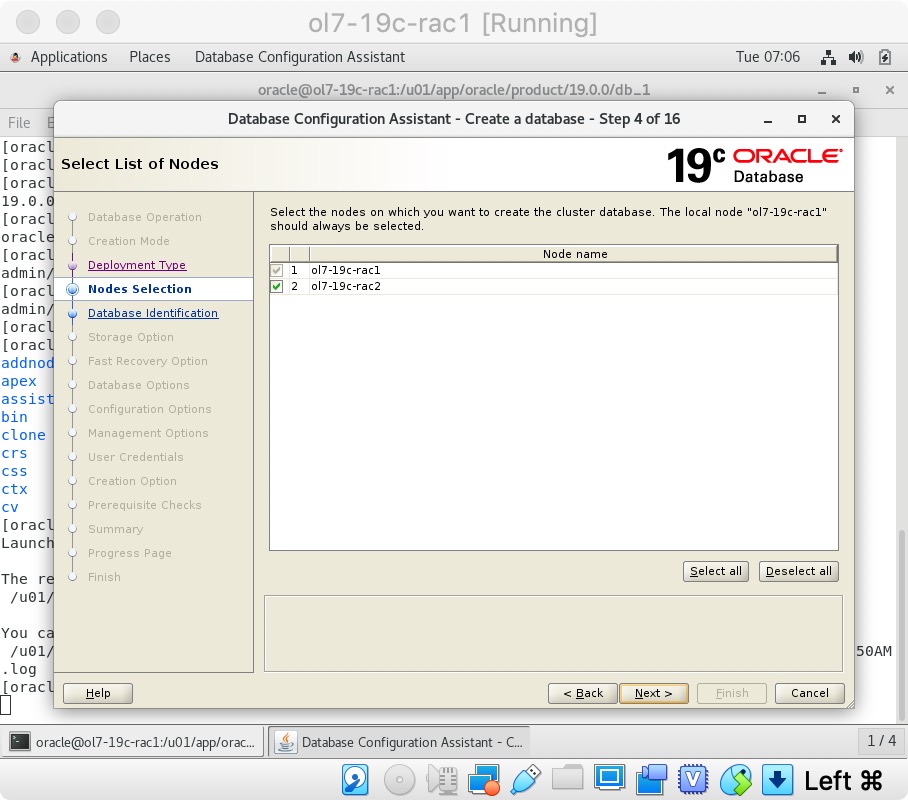 ol7-19c-rac1 [Running]
Applications Places Database Configuration Assistant Tue 07:06
oracle@ol7-19c-rac1:/u01/app/oracle/product/19.0.0/db_1
File E
Database Configuration Assistant - Create a database - Step 4 of 16
Select List of Nodes
19c ORACLE
Database
[oracl
[oracl
[oracl
19.0.0
[oracl
oracle
[oracl
admin/
[oracl
admin/
[oracl
[oracl
addnod
apex
assist
bin
clone
crs
css
ctx
cv
[oracl
Launch
The re
/u01/
You ca
/u01/
50AM
.log
[oracl
Database Operation
Creation Mode
Deployment Type
Nodes Selection
Database Identification
Storage Option
Fast Recovery Option
Database Options
Configuration Options
Management Options
User Credentials
Creation Option
Prerequisite Checks
Summary
Progress Page
Finish
Select the nodes on which you want to create the cluster database. The local node "ol7-19c-rac1"
should always be selected.
Node name
1 ol7-19c-rac1
2 ol7-19c-rac2
Select all Deselect all
Help < Back Next > Finish Cancel
oracle@ol7-19c-rac1:/u01/app/orac... Database Configuration Assistant - C... 1 / 4
Left ⌘